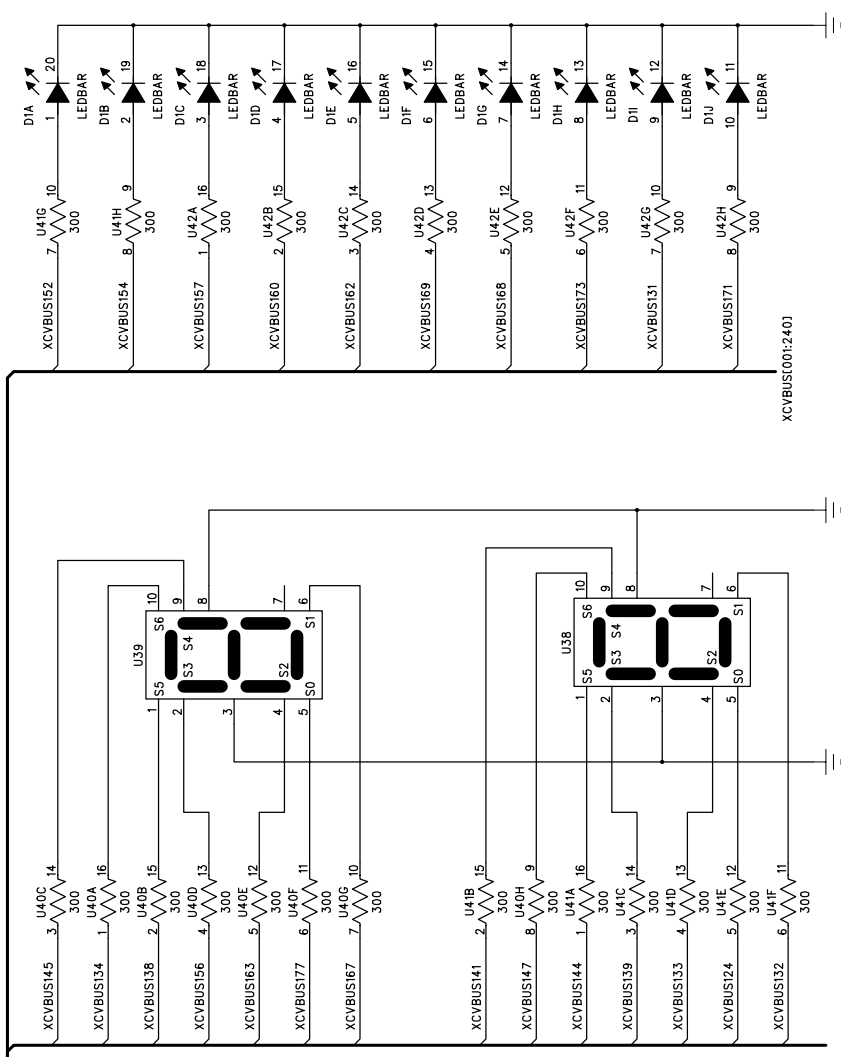 20 19 18 17 16 15 14 13 12 11
D1A LEDBAR D1B LEDBAR D1C LEDBAR D1D LEDBAR D1E LEDBAR D1F LEDBAR D1G LEDBAR D1H LEDBAR D1I LEDBAR D1J LEDBAR
1 2 3 4 5 6 7 8 9 10
10 9 16 15 14 13 12 11 10 9
U41G 300 U41H 300 U42A 300 U42B 300 U42C 300 U42D 300 U42E 300 U42F 300 U42G 300 U42H 300
7 8 1 2 3 4 5 6 7 8
XCVBUS152 XCVBUS154 XCVBUS157 XCVBUS160 XCVBUS162 XCVBUS169 XCVBUS168 XCVBUS173 XCVBUS131 XCVBUS171
XCVBUS[001:240]
10 9 8 7 6
U39
S6 S4 S1
S5 S3 S2 S0
1 2 3 4 5
10 9 8 7 6
U38
S6 S4 S1
S5 S3 S2 S0
1 2 3 4 5
14 16 15 13 12 11 10
U40C 300 U40A 300 U40B 300 U40D 300 U40E 300 U40F 300 U40G 300
3 1 2 4 5 6 7
XCVBUS145 XCVBUS134 XCVBUS138 XCVBUS156 XCVBUS163 XCVBUS177 XCVBUS167
15 9 16 14 13 12 11
U41B 300 U40H 300 U41A 300 U41C 300 U41D 300 U41E 300 U41F 300
2 8 1 3 4 5 6
XCVBUS141 XCVBUS147 XCVBUS144 XCVBUS139 XCVBUS133 XCVBUS124 XCVBUS132